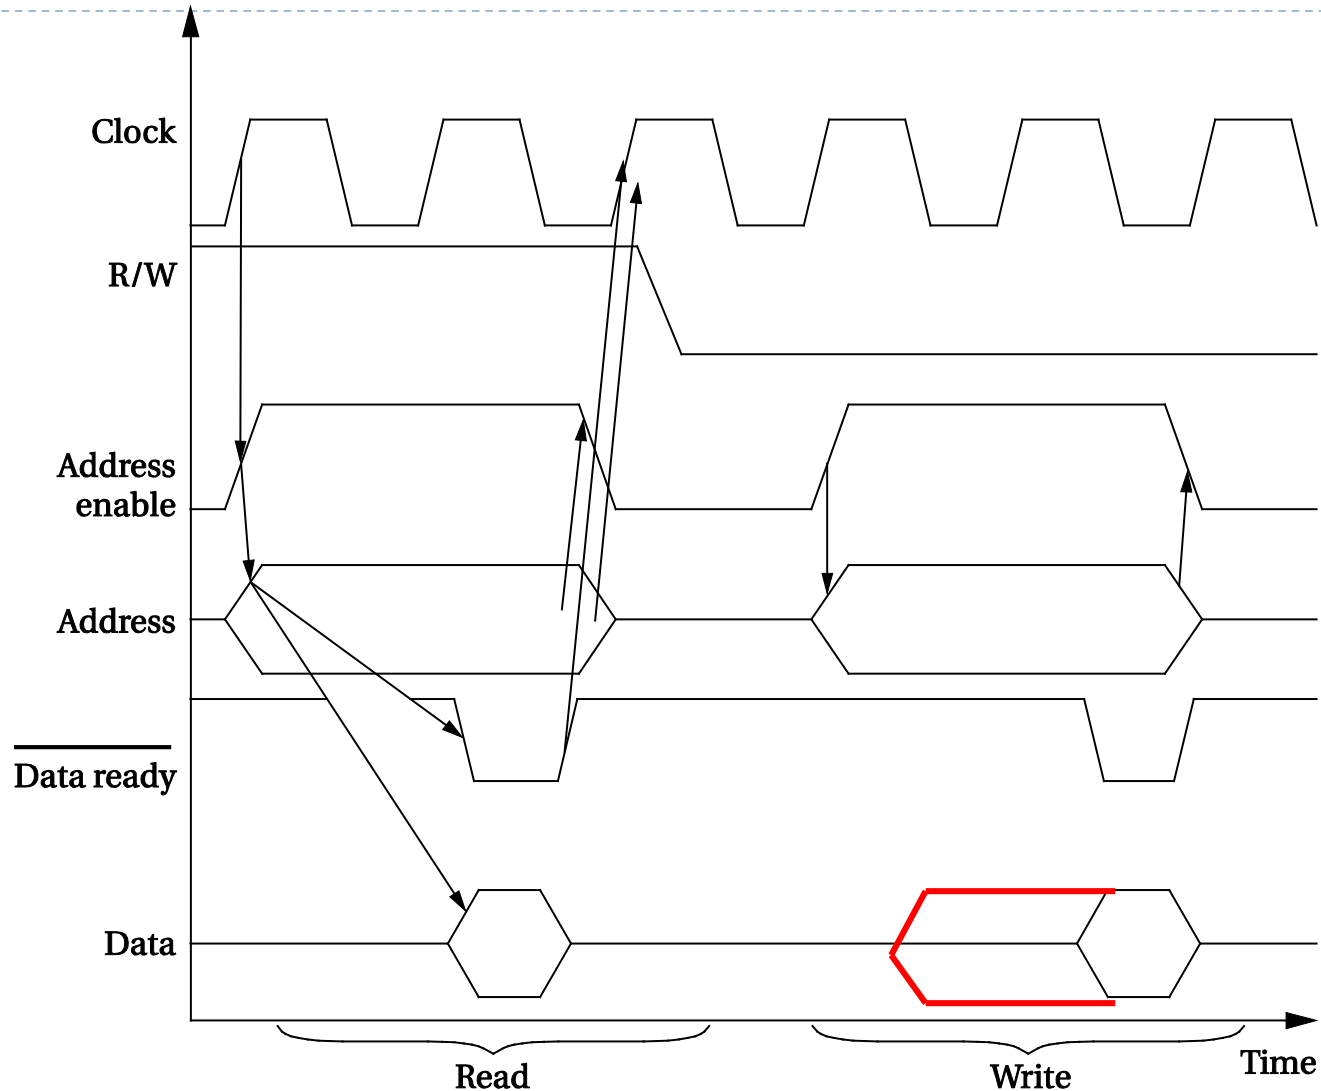 Clock
R/W
Address
enable
Address
Data ready
Data
Read
Write
Time